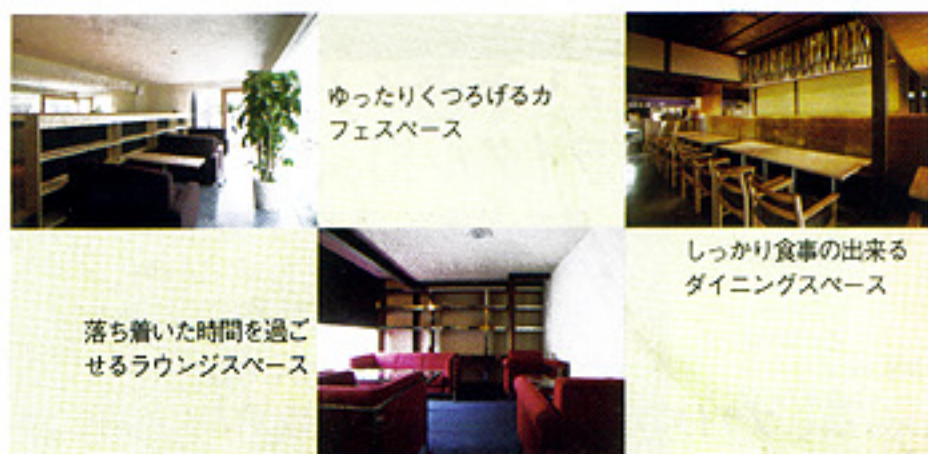 ゆったりくつろげるカ
フェスペース
しっかり食事の出来る
ダイニングスペース
落ち着いた時間を過ご
せるラウンジスペース